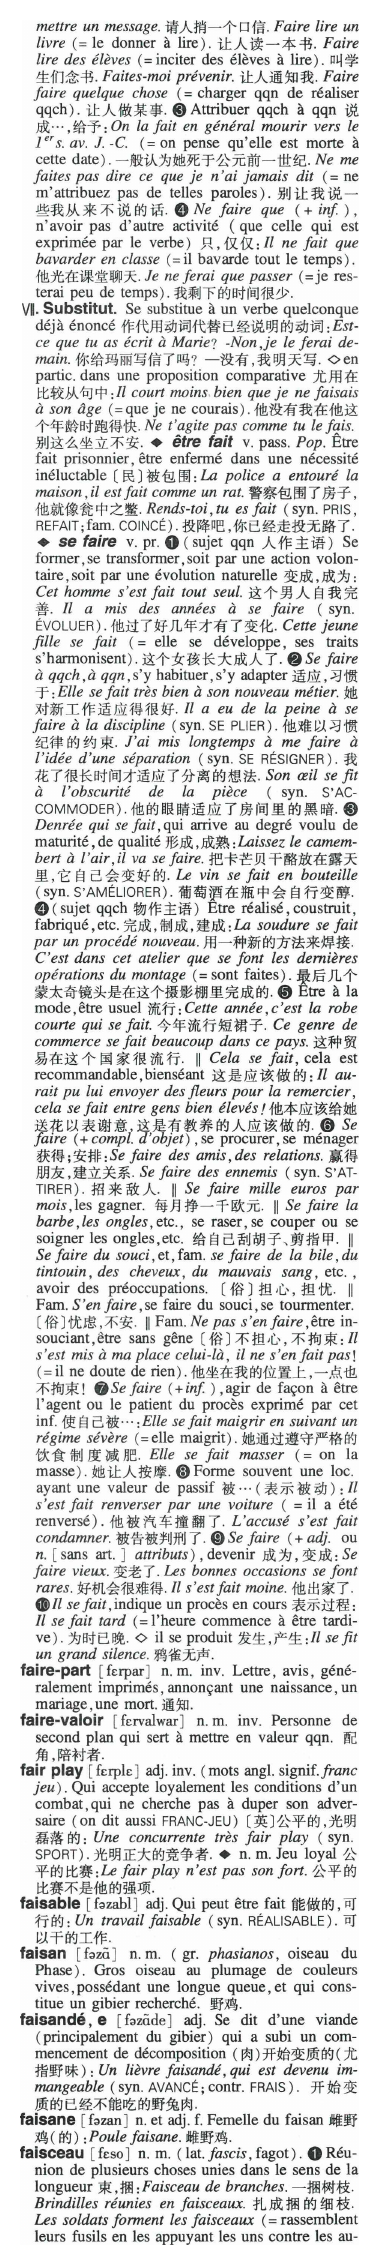 mettre un message. 请人捎一个口信. Faire lire un
livre (= le donner à lire). 让人读一本书. Faire
lire des élèves (= inciter des élèves à lire). 叫学
生们念书. Faites-moi prévenir. 让人通知我. Faire
faire quelque chose (= charger qqn de réaliser
qqch). 让人做某事. ❸ Attribuer qqch à qqn 说
成…,给予: On la fait en général mourir vers le
1er s. av. J. -C. (= on pense qu'elle est morte à
cette date). 一般认为她死于公元前一世纪. Ne me
faites pas dire ce que je n'ai jamais dit (= ne
m'attribuez pas de telles paroles). 别让我说一
些我从来不说的话. ❹ Ne faire que (+ inf.),
n'avoir pas d'autre activité (que celle qui est
exprimée par le verbe) 只,仅仅: Il ne fait que
bavarder en classe (= il bavarde tout le temps).
他光在课堂聊天. Je ne ferai que passer (= je res-
terai peu de temps). 我剩下的时间很少.
Ⅶ. Substitut. Se substitue à un verbe quelconque
déjà énoncé 作代用动词代替已经说明的动词: Est-
ce que tu as écrit à Marie? -Non, je le ferai de-
main. 你给玛丽写信了吗? —没有,我明天写. ◇ en
partic. dans une proposition comparative 尤用在
比较从句中: Il court moins bien que je ne faisais
à son âge (= que je ne courais). 他没有我在他这
个年龄时跑得快. Ne t'agite pas comme tu le fais.
别这么坐立不安. ◆ être fait v. pass. Pop. Être
fait prisonnier, être enfermé dans une nécessité
inéluctable [民] 被包围: La police a entouré la
maison, il est fait comme un rat. 警察包围了房子,
他就像瓮中之鳖. Rends-toi, tu es fait (syn. PRIS,
REFAIT; fam. COINCÉ). 投降吧,你已经走投无路了.
◆ se faire v. pr. ❶ (sujet qqn 人作主语) Se
former, se transformer, soit par une action volon-
taire, soit par une évolution naturelle 变成,成为:
Cet homme s'est fait tout seul. 这个男人自我完
善. Il a mis des années à se faire (syn.
ÉVOLUER). 他过了好几年才有了变化. Cette jeune
fille se fait (= elle se développe, ses traits
s'harmonisent). 这个女孩长大成人了. ❷ Se faire
à qqch, à qqn, s'y habituer, s'y adapter 适应,习惯
于: Elle se fait très bien à son nouveau métier. 她
对新工作适应得很好. Il a eu de la peine à se
faire à la discipline (syn. SE PLIER). 他难以习惯
纪律的约束. J'ai mis longtemps à me faire à
l'idée d'une séparation (syn. SE RÉSIGNER). 我
花了很长时间才适应了分离的想法. Son œil se fit
à l'obscurité de la pièce (syn. S'AC-
COMMODER). 他的眼睛适应了房间里的黑暗. ❸
Denrée qui se fait, qui arrive au degré voulu de
maturité, de qualité 形成,成熟: Laissez le camem-
bert à l'air, il va se faire. 把卡芒贝干酪放在露天
里,它自己会变好的. Le vin se fait en bouteille
(syn. S'AMÉLIORER). 葡萄酒在瓶中会自行变醇.
❹ (sujet qqch 物作主语) Être réalisé, coustruit,
fabriqué, etc. 完成,制成,建成: La soudure se fait
par un procédé nouveau. 用一种新的方法来焊接.
C'est dans cet atelier que se font les dernières
opérations du montage (= sont faites). 最后几个
蒙太奇镜头是在这个摄影棚里完成的. ❺ Être à la
mode, être usuel 流行: Cette année, c'est la robe
courte qui se fait. 今年流行短裙子. Ce genre de
commerce se fait beaucoup dans ce pays. 这种贸
易在这个国家很流行. ‖ Cela se fait, cela est
recommandable, bienséant 这是应该做的: Il au-
rait pu lui envoyer des fleurs pour la remercier,
cela se fait entre gens bien élevés! 他本应该给她
送花以表谢意,这是有教养的人应该做的. ❻ Se
faire (+ compl. d'objet), se procurer, se ménager
获得;安排: Se faire des amis, des relations. 赢得
朋友,建立关系. Se faire des ennemis (syn. S'AT-
TIRER). 招来敌人. ‖ Se faire mille euros par
mois, les gagner. 每月挣一千欧元. ‖ Se faire la
barbe, les ongles, etc., se raser, se couper ou se
soigner les ongles, etc. 给自己刮胡子、剪指甲. ‖
Se faire du souci, et, fam. se faire de la bile, du
tintouin, des cheveux, du mauvais sang, etc.,
avoir des préoccupations. [俗] 担心,担忧. ‖
Fam. S'en faire, se faire du souci, se tourmenter.
[俗] 忧虑,不安. ‖ Fam. Ne pas s'en faire, être in-
souciant, être sans gêne [俗] 不担心,不拘束: Il
s'est mis à ma place celui-là, il ne s'en fait pas!
(= il ne doute de rien). 他坐在我的位置上,一点也
不拘束! ❼ Se faire (+ inf.), agir de façon à être
l'agent ou le patient du procès exprimé par cet
inf. 使自己被…: Elle se fait maigrir en suivant un
régime sévère (= elle maigrit). 她通过遵守严格的
饮食制度减肥. Elle se fait masser (= on la
masse). 她让人按摩. ❽ Forme souvent une loc.
ayant une valeur de passif 被…(表示被动): Il
s'est fait renverser par une voiture (= il a été
renversé). 他被汽车撞翻了. L'accusé s'est fait
condamner. 被告被判刑了. ❾ Se faire (+ adj. ou
n. [sans art.] attributs), devenir 成为,变成: Se
faire vieux. 变老了. Les bonnes occasions se font
rares. 好机会很难得. Il s'est fait moine. 他出家了.
❿ Il se fait, indique un procès en cours 表示过程:
Il se fait tard (= l'heure commence à être tardi-
ve). 为时已晚. ◇ il se produit 发生,产生: Il se fit
un grand silence. 鸦雀无声.
faire-part [fɛrpar] n. m. inv. Lettre, avis, géné-
ralement imprimés, annonçant une naissance, un
mariage, une mort. 通知.
faire-valoir [fɛrvalwar] n. m. inv. Personne de
second plan qui sert à mettre en valeur qqn. 配
角,陪衬者.
fair play [fɛrplɛ] adj. inv. (mots angl. signif. franc
jeu). Qui accepte loyalement les conditions d'un
combat, qui ne cherche pas à duper son adver-
saire (on dit aussi FRANC-JEU) [英] 公平的,光明
磊落的: Une concurrente très fair play (syn.
SPORT). 光明正大的竞争者. ◆ n. m. Jeu loyal 公
平的比赛: Le fair play n'est pas son fort. 公平的
比赛不是他的强项.
faisable [fəzabl] adj. Qui peut être fait 能做的,可
行的: Un travail faisable (syn. RÉALISABLE). 可
以干的工作.
faisan [fəzɑ̃] n. m. (gr. phasianos, oiseau du
Phase). Gros oiseau au plumage de couleurs
vives, possédant une longue queue, et qui cons-
titue un gibier recherché. 野鸡.
faisandé, e [fəzɑ̃de] adj. Se dit d'une viande
(principalement du gibier) qui a subi un com-
mencement de décomposition (肉)开始变质的(尤
指野味): Un lièvre faisandé, qui est devenu im-
mangeable (syn. AVANCÉ; contr. FRAIS). 开始变
质的已经不能吃的野兔肉.
faisane [fəzan] n. et adj. f. Femelle du faisan 雌野
鸡(的): Poule faisane. 雌野鸡.
faisceau [fɛso] n. m. (lat. fascis, fagot). ❶ Réu-
nion de plusieurs choses unies dans le sens de la
longueur 束,捆: Faisceau de branches. 一捆树枝.
Brindilles réunies en faisceaux. 扎成捆的细枝.
Les soldats forment les faisceaux (= rassemblent
leurs fusils en les appuyant les uns contre les au-